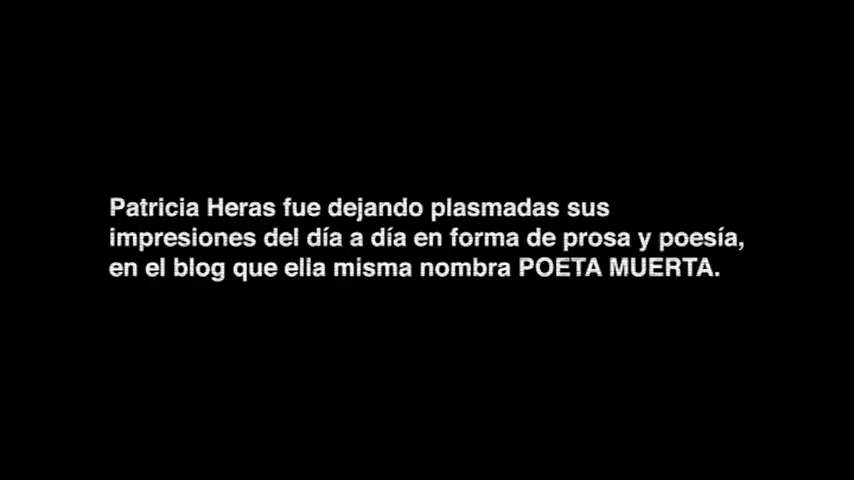 Patricia Heras fue dejando plasmadas sus
impresiones del día a día en forma de prosa y poesía,
en el blog que ella misma nombra POETA MUERTA.